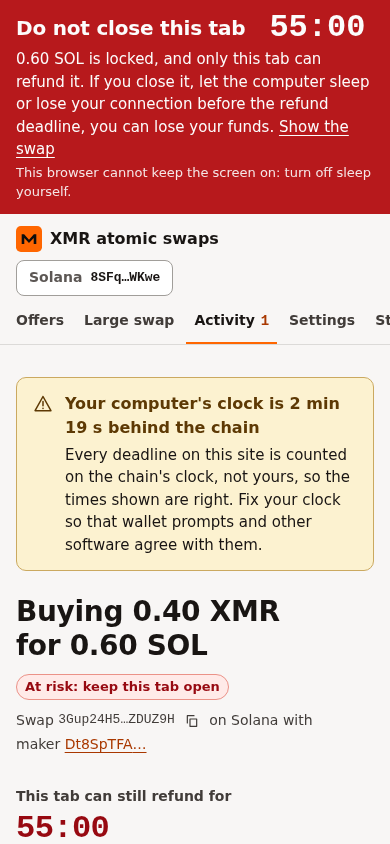 Do not close this tab 55:00
0.60 SOL is locked, and only this tab can
refund it. If you close it, let the computer sleep
or lose your connection before the refund
deadline, you can lose your funds. Show the
swap
This browser cannot keep the screen on: turn off sleep
yourself.
XMR atomic swaps
Solana 8SFq…WKwe
Offers Large swap Activity 1 Settings St
Your computer's clock is 2 min
19 s behind the chain
Every deadline on this site is counted
on the chain's clock, not yours, so the
times shown are right. Fix your clock
so that wallet prompts and other
software agree with them.
Buying 0.40 XMR
for 0.60 SOL
At risk: keep this tab open
Swap 3Gup24H5…ZDUZ9H on Solana with
maker Dt8SpTFA…
This tab can still refund for
55:00